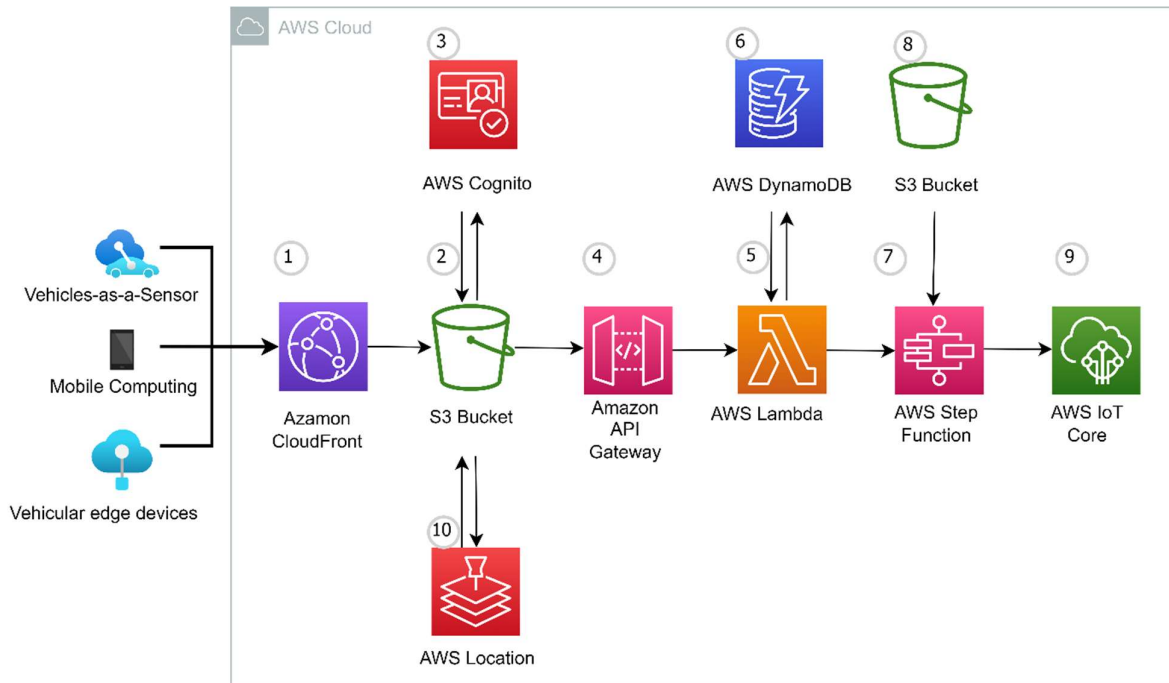 AWS Cloud
3
6
8
AWS Cognito
AWS DynamoDB
S3 Bucket
Vehicles-as-a-Sensor
1
2
4
5
7
9
Mobile Computing
Azamon
CloudFront
S3 Bucket
Amazon
API
Gateway
AWS Lambda
AWS Step
Function
AWS IoT
Core
Vehicular edge devices
10
AWS Location